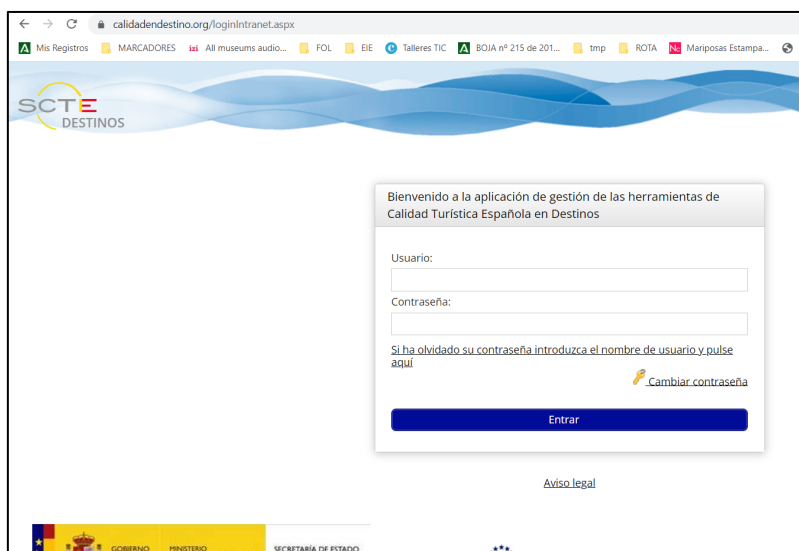 calidadendestino.org/loginIntranet.aspx
Mis Registros MARCADORES izi All museums audio... FOL EIE Talleres TIC BOJA nº 215 de 201... tmp ROTA Nc Mariposas Estampa...
SCTE
DESTINOS
Bienvenido a la aplicación de gestión de las herramientas de
Calidad Turística Española en Destinos
Usuario:
Contraseña:
Si ha olvidado su contraseña introduzca el nombre de usuario y pulse
aquí
Cambiar contraseña
Entrar
Aviso legal
GOBIERNO MINISTERIO SECRETARÍA DE ESTADO